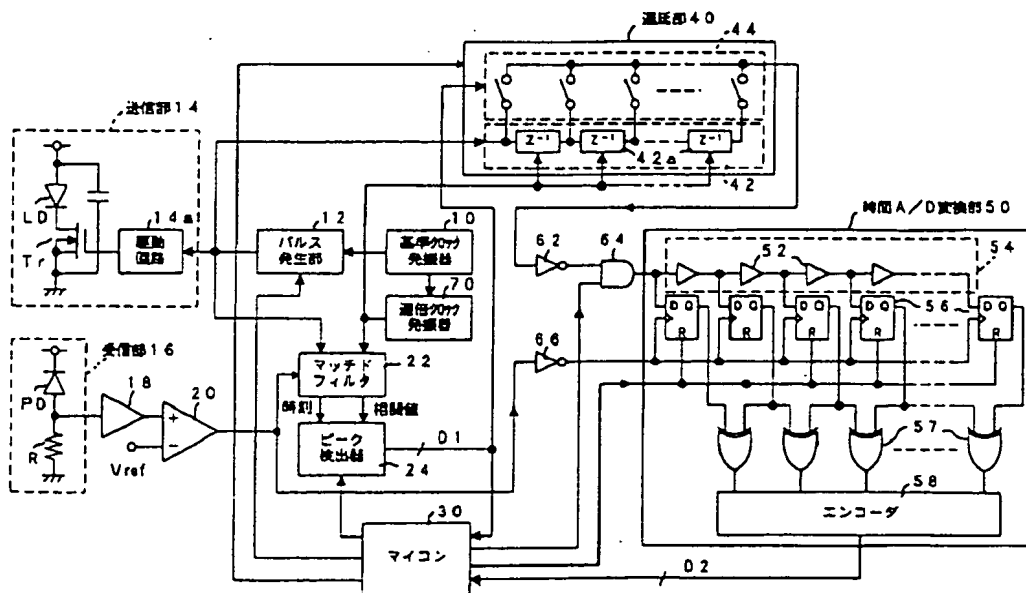 遅延部40
44
Z⁻¹
Z⁻¹
Z⁻¹
42a
42
送信部14
LD
Tr
14a
駆動
回路
12
パルス
発生部
10
基準クロック
発振器
70
逓倍クロック
発振器
22
マッチド
フィルタ
時刻
相関値
ピーク
検出器
24
D1
受信部16
PD
R
18
20
+
−
Vref
30
マイコン
62
64
66
時間A/D変換部50
52
54
D Q
R
D Q
R
D Q
R
D Q
R
D Q
R
56
57
58
エンコーダ
D2